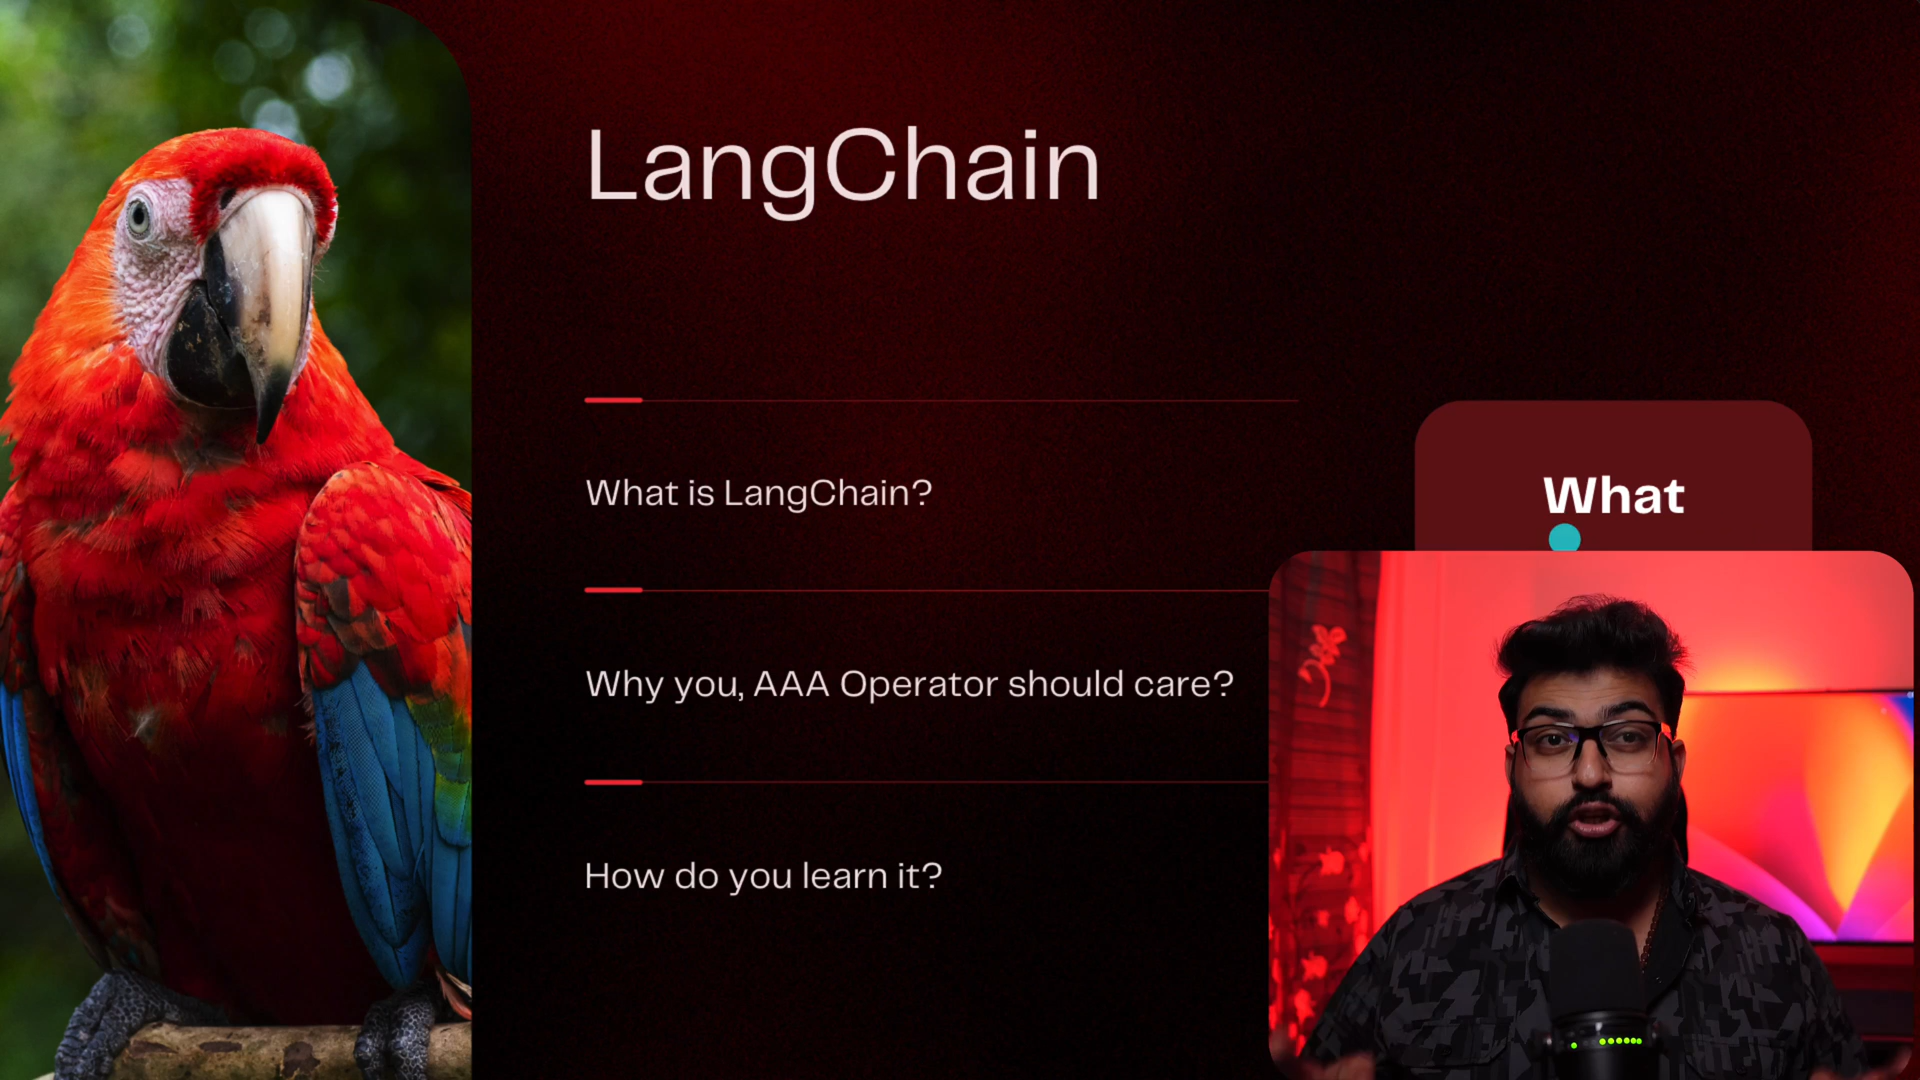 LangChain
What is LangChain?
What
Why you, AAA Operator should care?
How do you learn it?